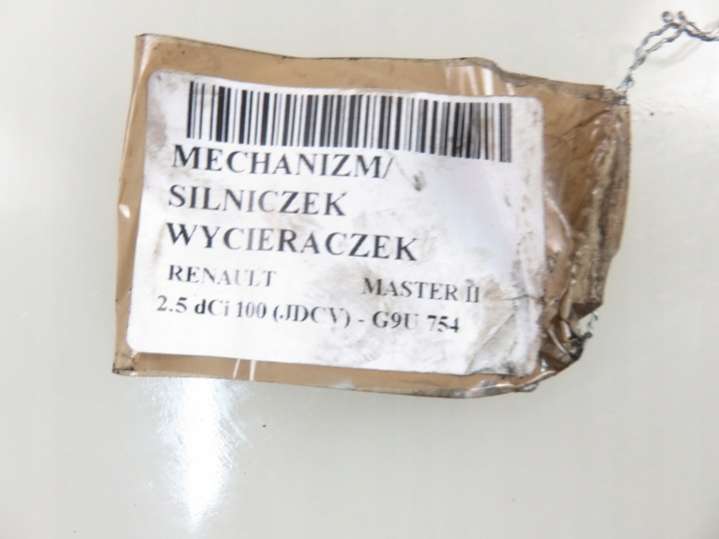 MECHANIZM/
SILNICZEK
WYCIERACZEK
RENAULT MASTER II
2.5 dCi 100 (JDCV) - G9U 754